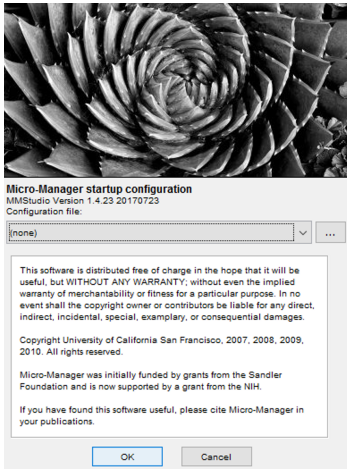 Micro-Manager startup configuration
MMStudio Version 1.4.23 20170723
Configuration file:
(none)
...
This software is distributed free of charge in the hope that it will be
useful, but WITHOUT ANY WARRANTY; without even the implied
warranty of merchantability or fitness for a particular purpose. In no
event shall the copyright owner or contributors be liable for any direct,
indirect, incidental, special, examplary, or consequential damages.
Copyright University of California San Francisco, 2007, 2008, 2009,
2010. All rights reserved.
Micro-Manager was initially funded by grants from the Sandler
Foundation and is now supported by a grant from the NIH.
If you have found this software useful, please cite Micro-Manager in
your publications.
OK
Cancel